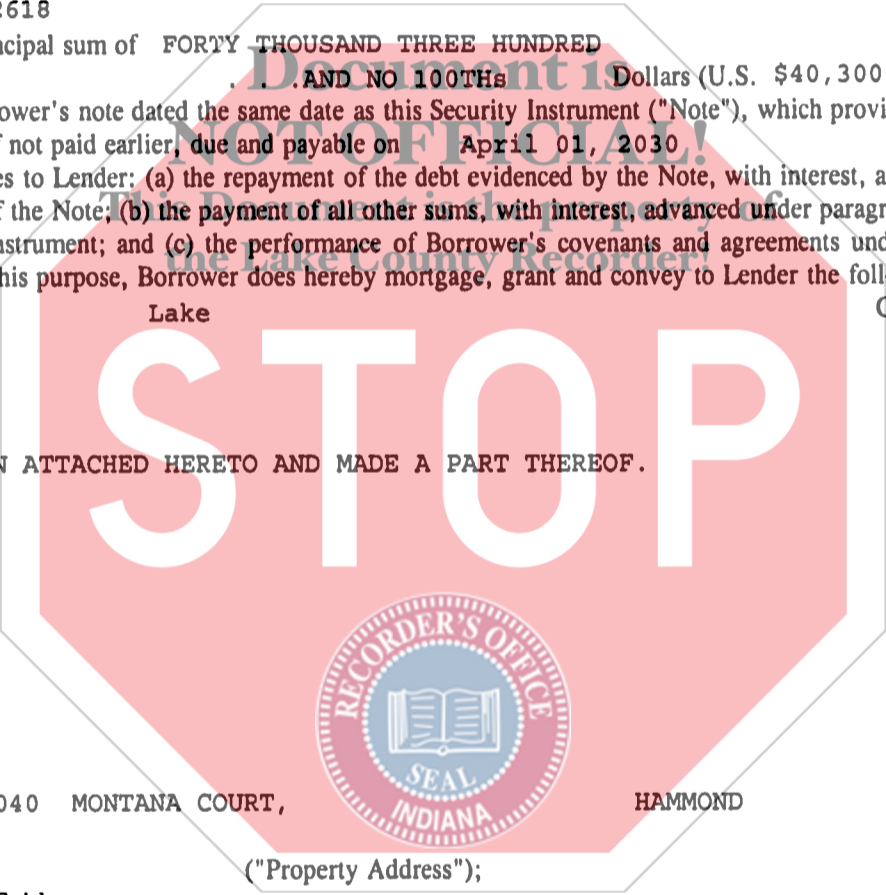 2618
ncipal sum of FORTY THOUSAND THREE HUNDRED
. . .AND NO 100THs Dollars (U.S. $40,300
ower's note dated the same date as this Security Instrument ("Note"), which provi
f not paid earlier, due and payable on April 01, 2030
es to Lender: (a) the repayment of the debt evidenced by the Note, with interest, a
f the Note; (b) the payment of all other sums, with interest, advanced under paragr
nstrument; and (c) the performance of Borrower's covenants and agreements und
his purpose, Borrower does hereby mortgage, grant and convey to Lender the foll
Lake C
Document is
NOT OFFICIAL!
This Document is the property of
the Lake County Recorder!
STOP
N ATTACHED HERETO AND MADE A PART THEREOF.
RECORDER'S OFFICE
SEAL
INDIANA
040 MONTANA COURT, HAMMOND
("Property Address");